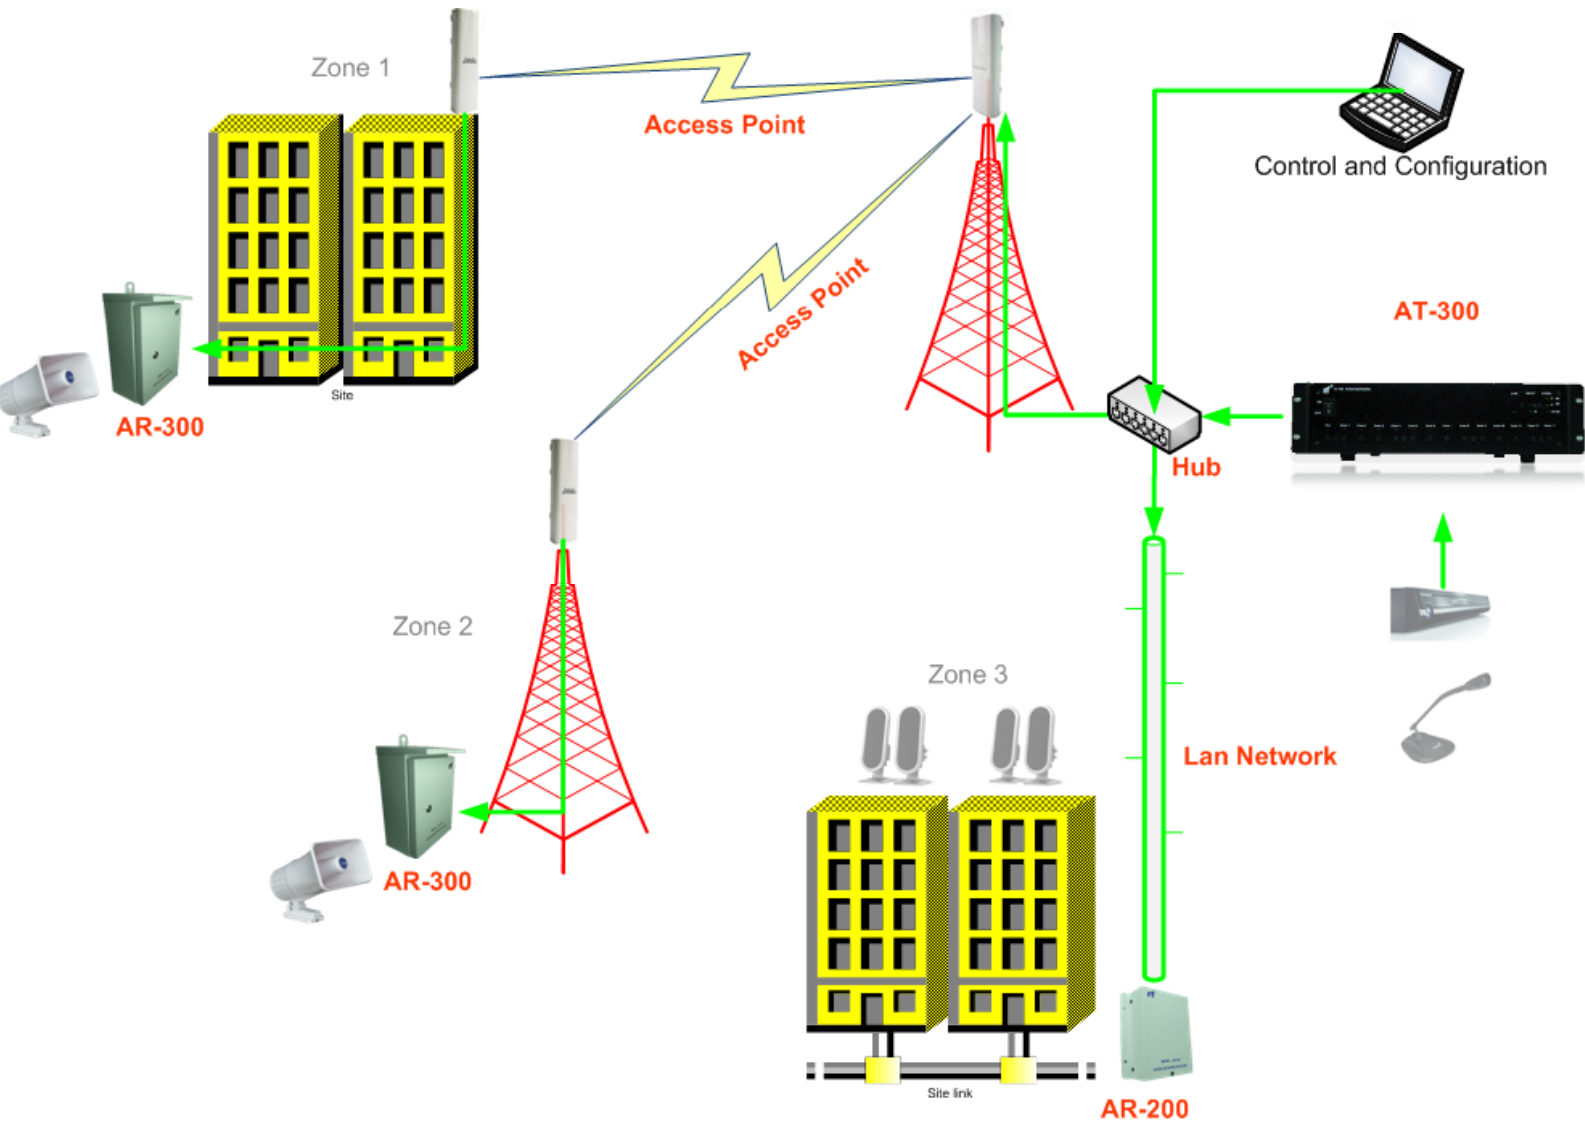 Zone 1
Access Point
Control and Configuration
Access Point
AT-300
Site
AR-300
Hub
Zone 2
Zone 3
Lan Network
AR-300
Site link
AR-200